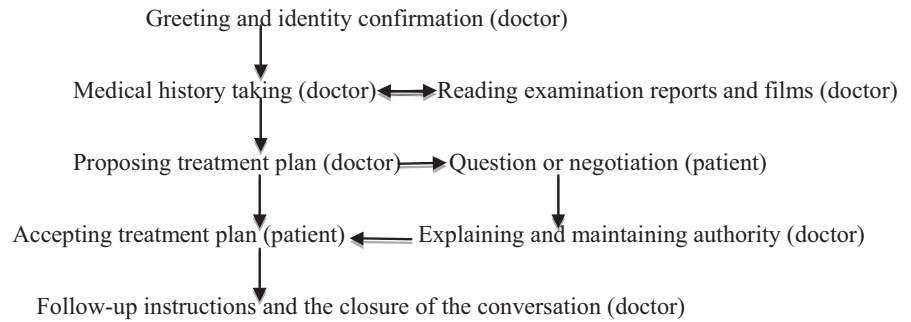 Greeting and identity confirmation (doctor)
Medical history taking (doctor) Reading examination reports and films (doctor)
Proposing treatment plan (doctor) Question or negotiation (patient)
Accepting treatment plan (patient) Explaining and maintaining authority (doctor)
Follow-up instructions and the closure of the conversation (doctor)